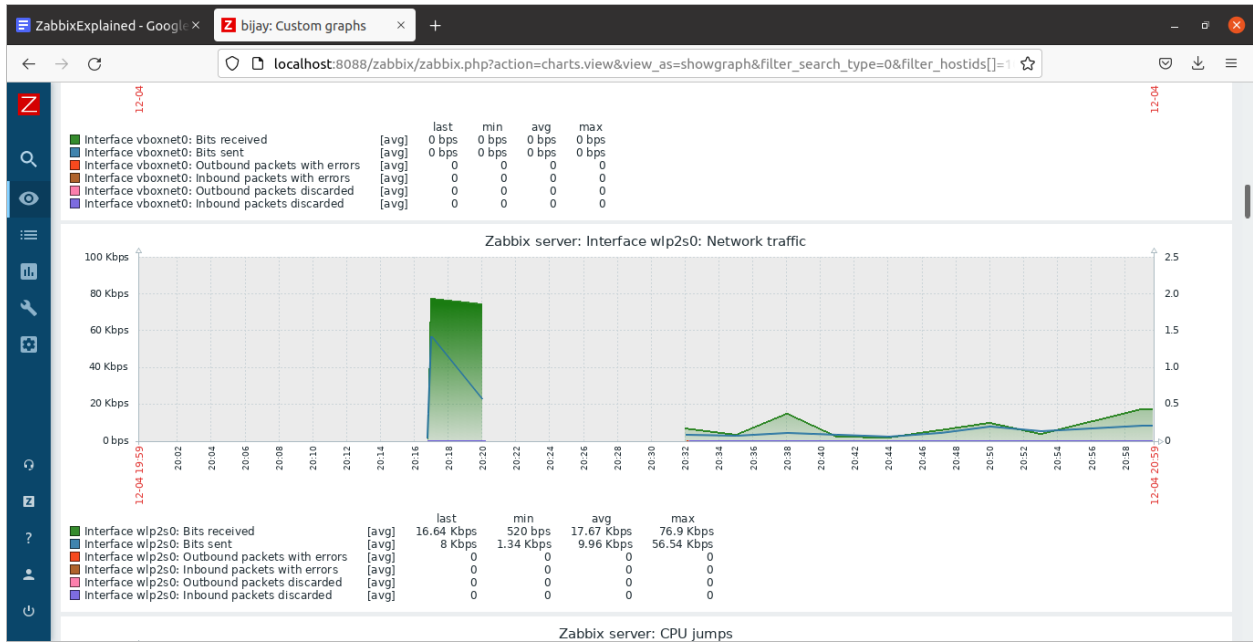 ZabbixExplained - Google
Z bijay: Custom graphs
localhost:8088/zabbix/zabbix.php?action=charts.view&view_as=showgraph&filter_search_type=0&filter_hostids[]=1
Z
12-04
12-04
last min avg max
Interface vboxnet0: Bits received [avg] 0 bps 0 bps 0 bps 0 bps
Interface vboxnet0: Bits sent [avg] 0 bps 0 bps 0 bps 0 bps
Interface vboxnet0: Outbound packets with errors [avg] 0 0 0 0
Interface vboxnet0: Inbound packets with errors [avg] 0 0 0 0
Interface vboxnet0: Outbound packets discarded [avg] 0 0 0 0
Interface vboxnet0: Inbound packets discarded [avg] 0 0 0 0
Zabbix server: Interface wlp2s0: Network traffic
100 Kbps 2.5
80 Kbps 2.0
60 Kbps 1.5
40 Kbps 1.0
20 Kbps 0.5
0 bps 0
12-04 19:59 20:02 20:04 20:06 20:08 20:10 20:12 20:14 20:16 20:18 20:20 20:22 20:24 20:26 20:28 20:30 20:32 20:34 20:36 20:38 20:40 20:42 20:44 20:46 20:48 20:50 20:52 20:54 20:56 20:58 12-04 20:59
last min avg max
Interface wlp2s0: Bits received [avg] 16.64 Kbps 520 bps 17.67 Kbps 76.9 Kbps
Interface wlp2s0: Bits sent [avg] 8 Kbps 1.34 Kbps 9.96 Kbps 56.54 Kbps
Interface wlp2s0: Outbound packets with errors [avg] 0 0 0 0
Interface wlp2s0: Inbound packets with errors [avg] 0 0 0 0
Interface wlp2s0: Outbound packets discarded [avg] 0 0 0 0
Interface wlp2s0: Inbound packets discarded [avg] 0 0 0 0
Z
?
Zabbix server: CPU jumps